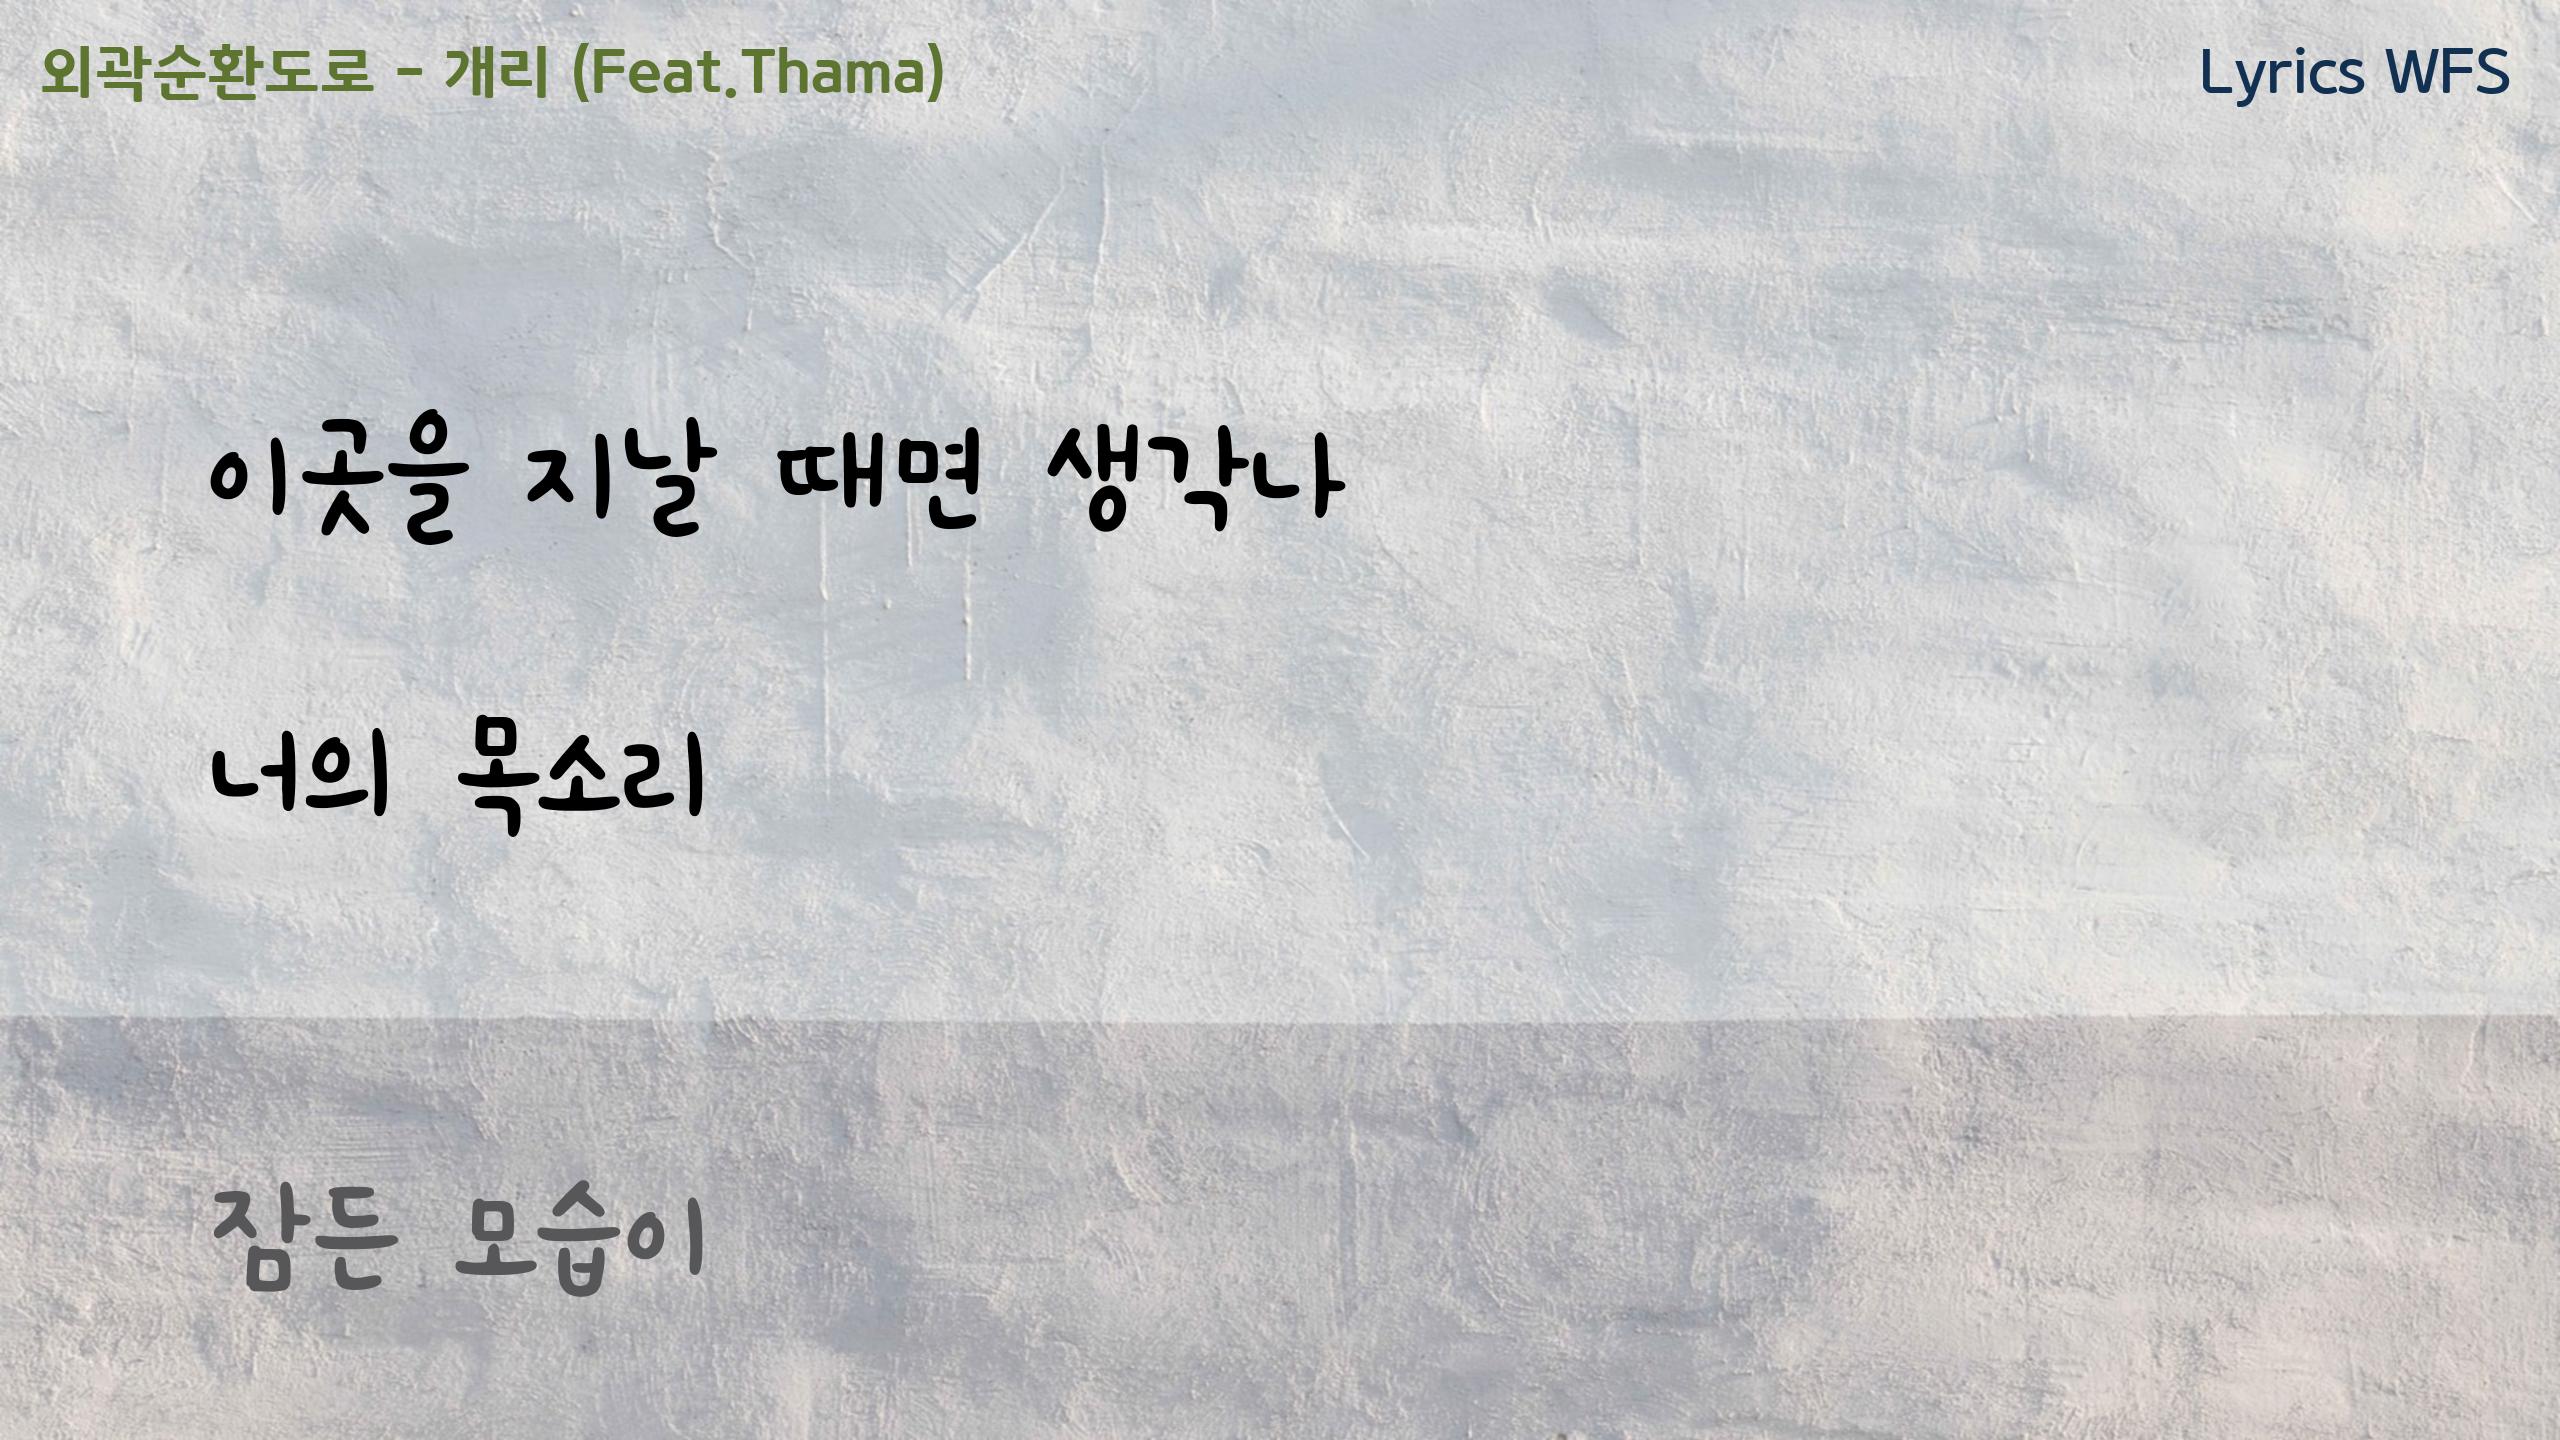 외곽순환도로 - 개리 (Feat.Thama)
Lyrics WFS
이곳을 지날 때면 생각나
너의 목소리
잠든 모습이